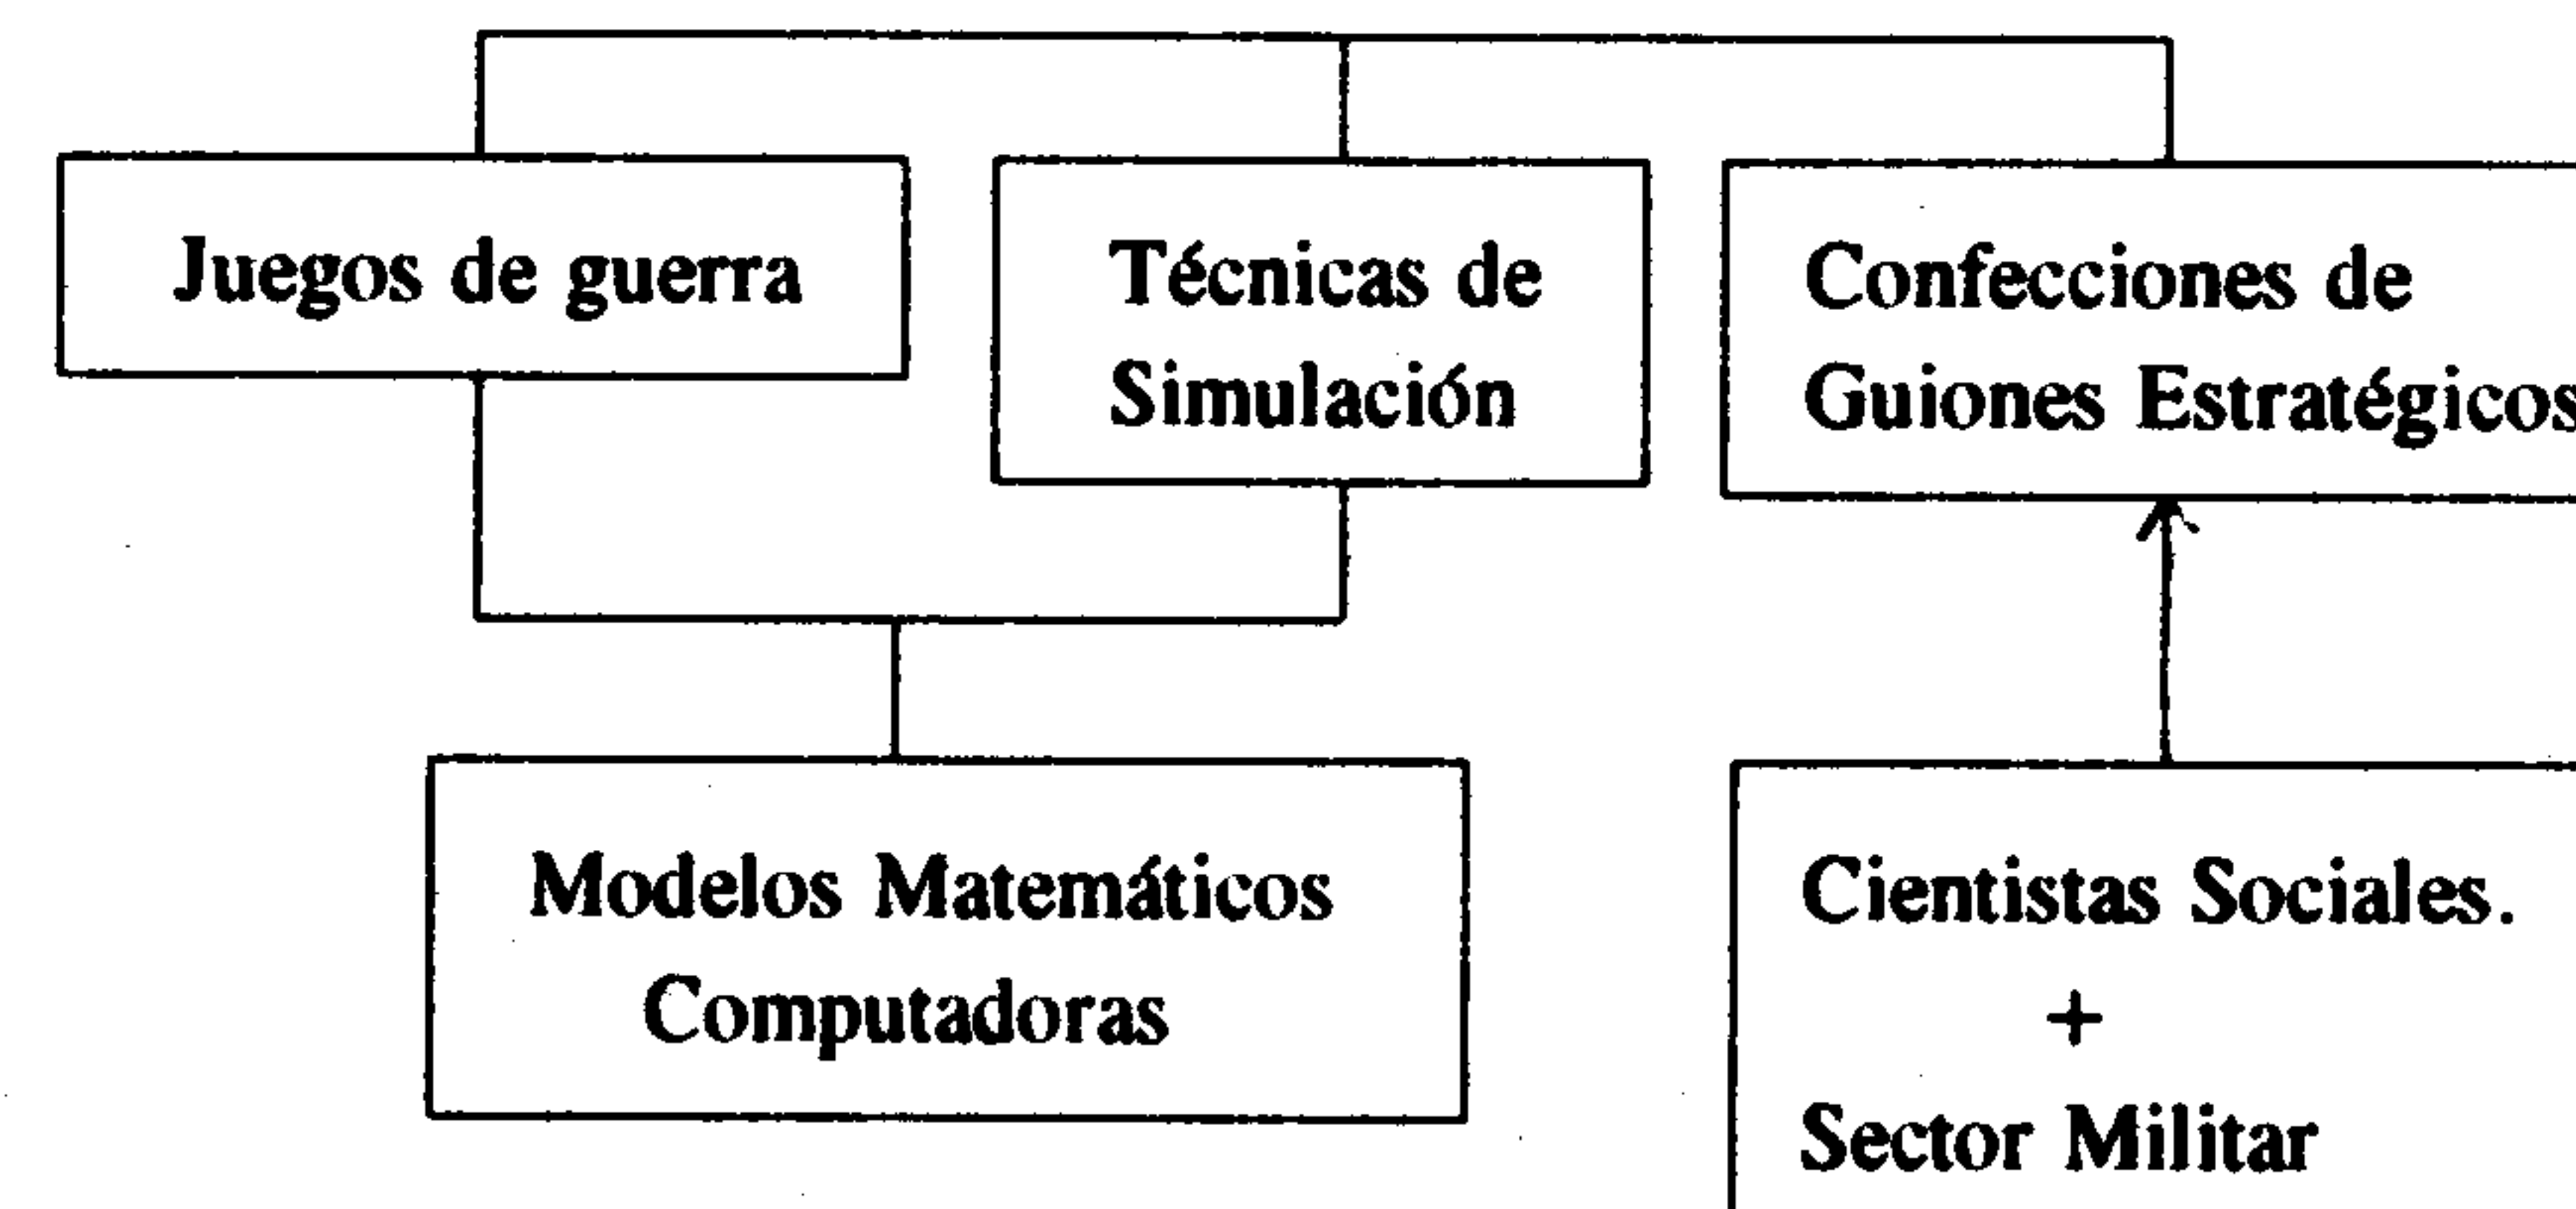 Juegos de guerra
Técnicas de
Simulación
Confecciones de
Guiones Estratégicos
Modelos Matemáticos
Computadoras
Cientistas Sociales.
+
Sector Militar